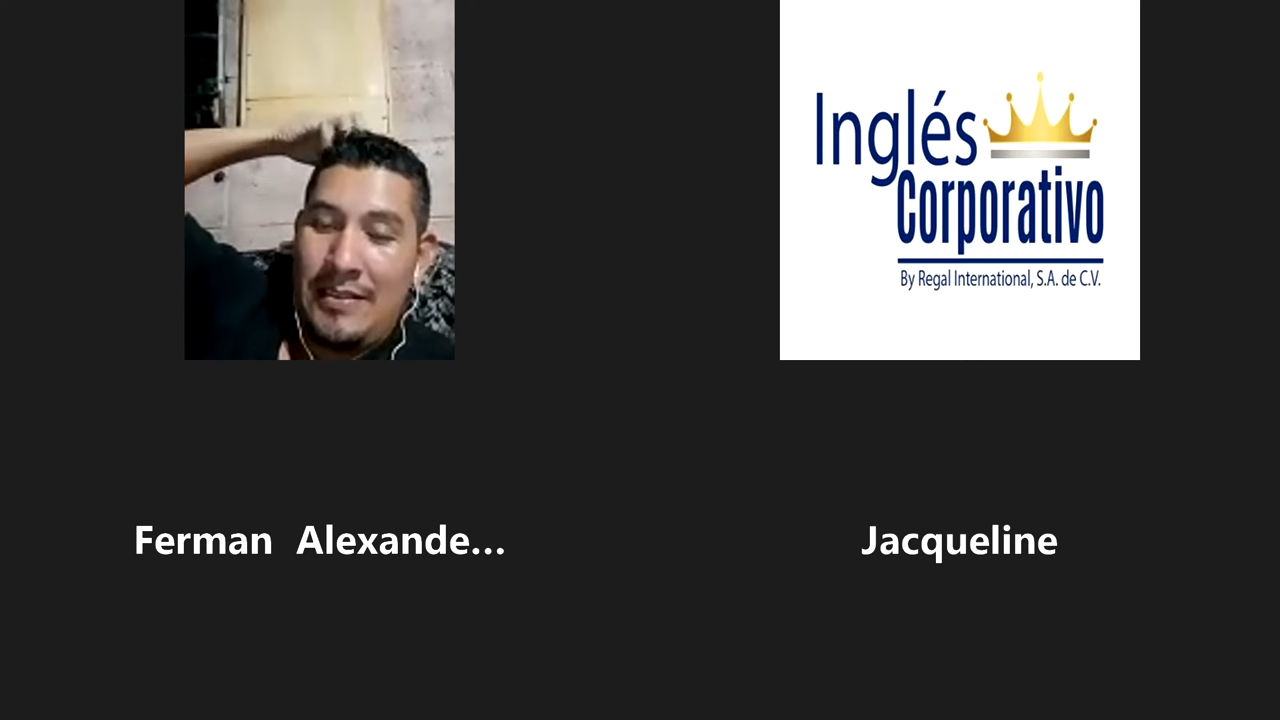 Inglés
Corporativo
By Regal International, S.A. de C.V.
Ferman Alexande...
Jacqueline